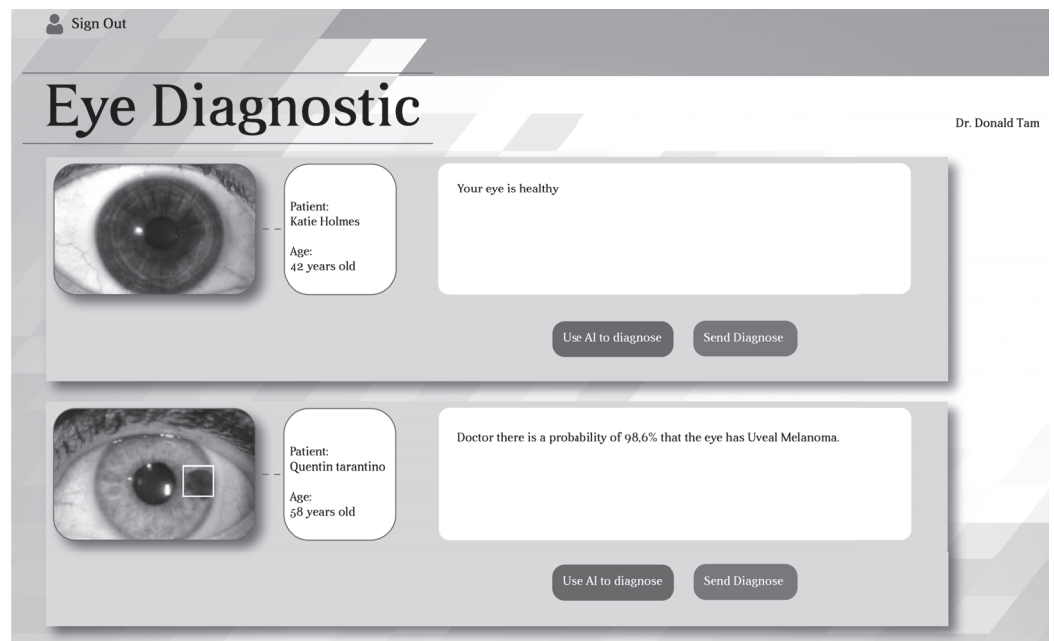 Sign Out
Eye Diagnostic
Dr. Donald Tam
Patient:
Katie Holmes
Age:
42 years old
Your eye is healthy
Use AI to diagnose
Send Diagnose
Patient:
Quentin tarantino
Age:
58 years old
Doctor there is a probability of 98,6% that the eye has Uveal Melanoma.
Use AI to diagnose
Send Diagnose